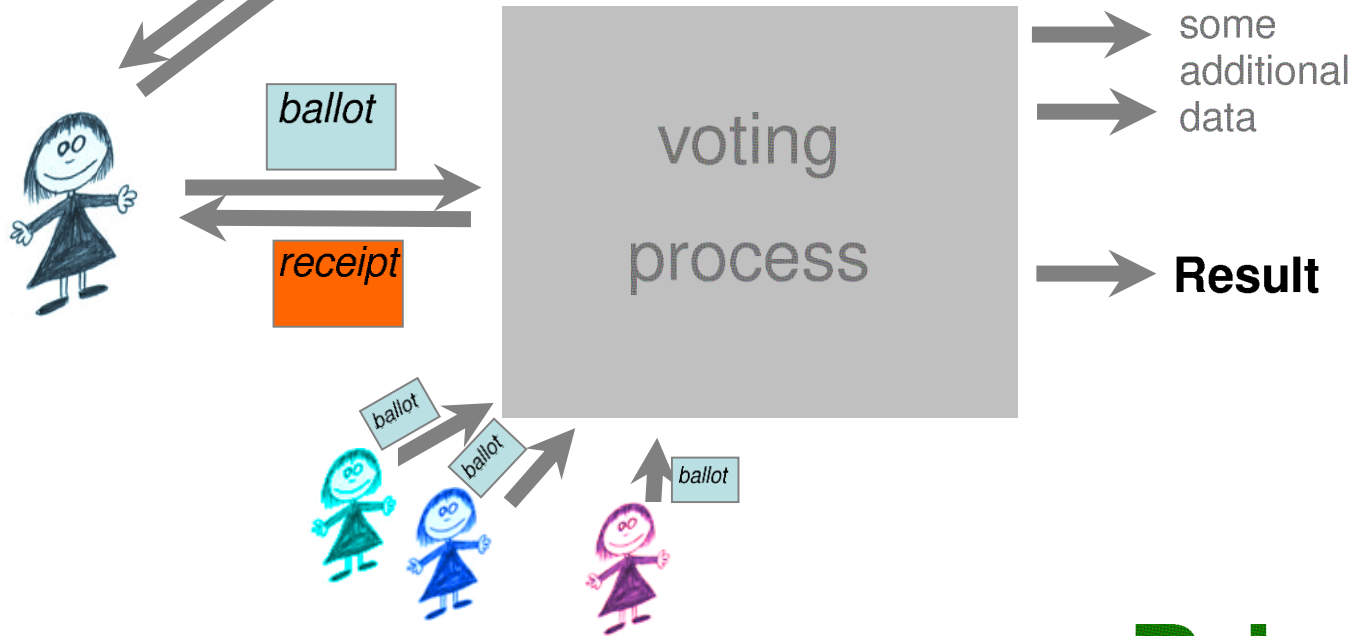 some
additional
data
ballot
voting
process
receipt
Result
ballot
ballot
ballot